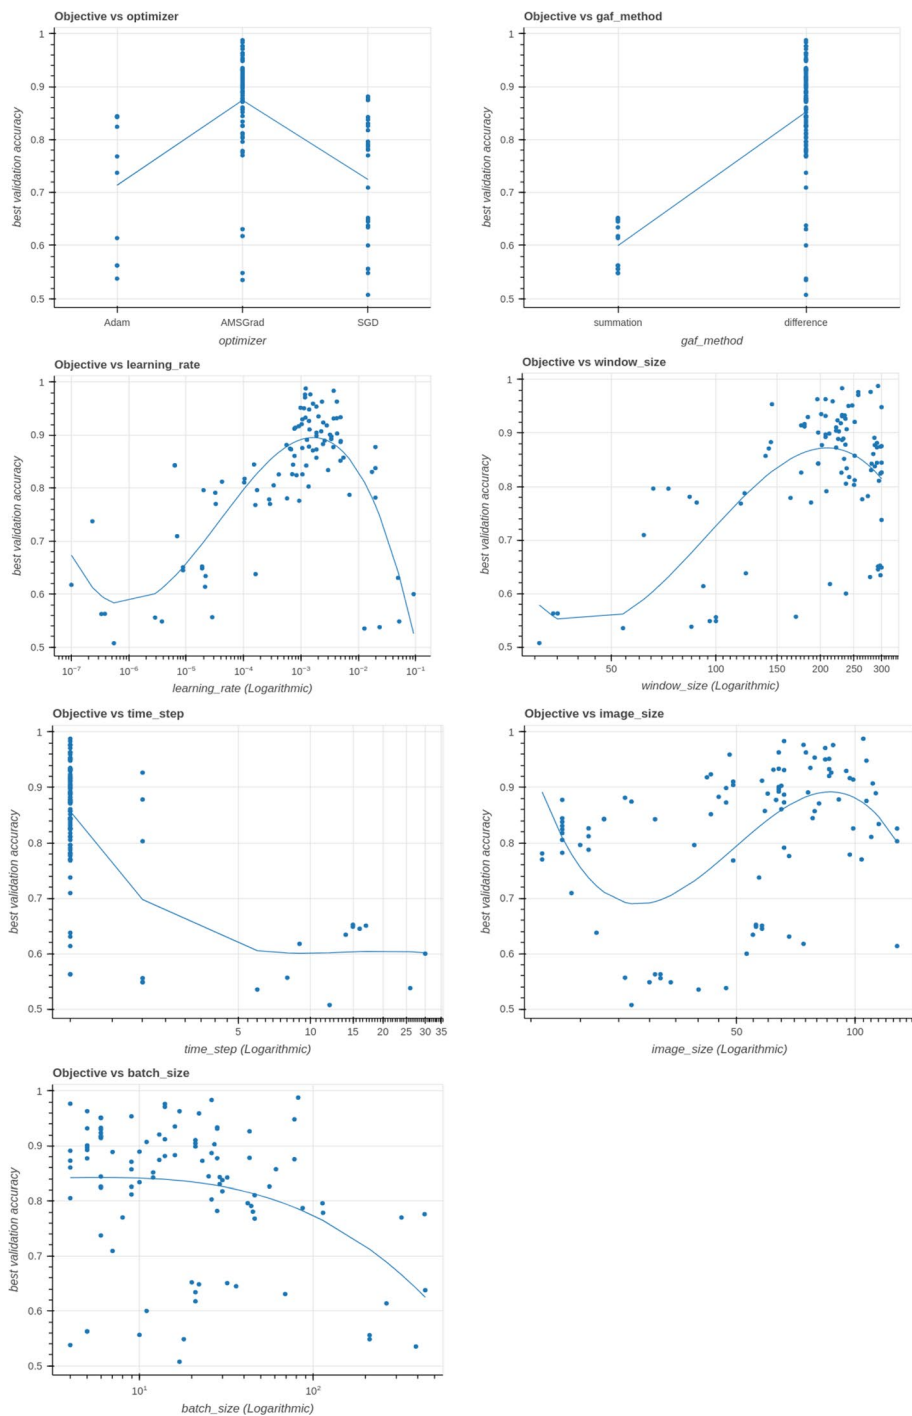 Objective vs optimizer
1
0.9
0.8
0.7
0.6
0.5
best validation accuracy
Adam AMSGrad SGD
optimizer
Objective vs gaf_method
1
0.9
0.8
0.7
0.6
0.5
best validation accuracy
summation difference
gaf_method
Objective vs learning_rate
1
0.9
0.8
0.7
0.6
0.5
best validation accuracy
10⁻⁷ 10⁻⁶ 10⁻⁵ 10⁻⁴ 10⁻³ 10⁻² 10⁻¹
learning_rate (Logarithmic)
Objective vs window_size
1
0.9
0.8
0.7
0.6
0.5
best validation accuracy
50 100 150 200 250 300
window_size (Logarithmic)
Objective vs time_step
1
0.9
0.8
0.7
0.6
0.5
best validation accuracy
5 10 15 20 25 30 35
time_step (Logarithmic)
Objective vs image_size
1
0.9
0.8
0.7
0.6
0.5
best validation accuracy
50 100
image_size (Logarithmic)
Objective vs batch_size
1
0.9
0.8
0.7
0.6
0.5
best validation accuracy
10¹ 10²
batch_size (Logarithmic)